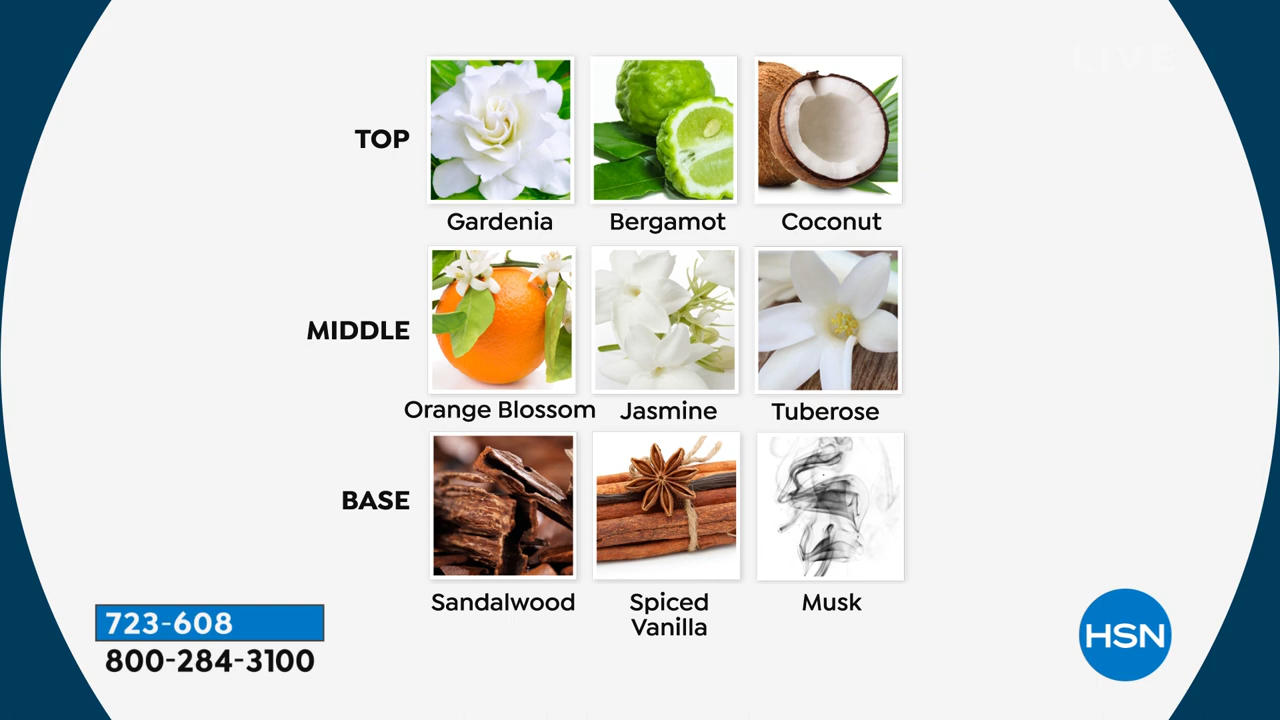 LIVE
TOP
Gardenia
Bergamot
Coconut
MIDDLE
Orange Blossom
Jasmine
Tuberose
BASE
Sandalwood
Spiced
Vanilla
Musk
723-608
800-284-3100
HSN